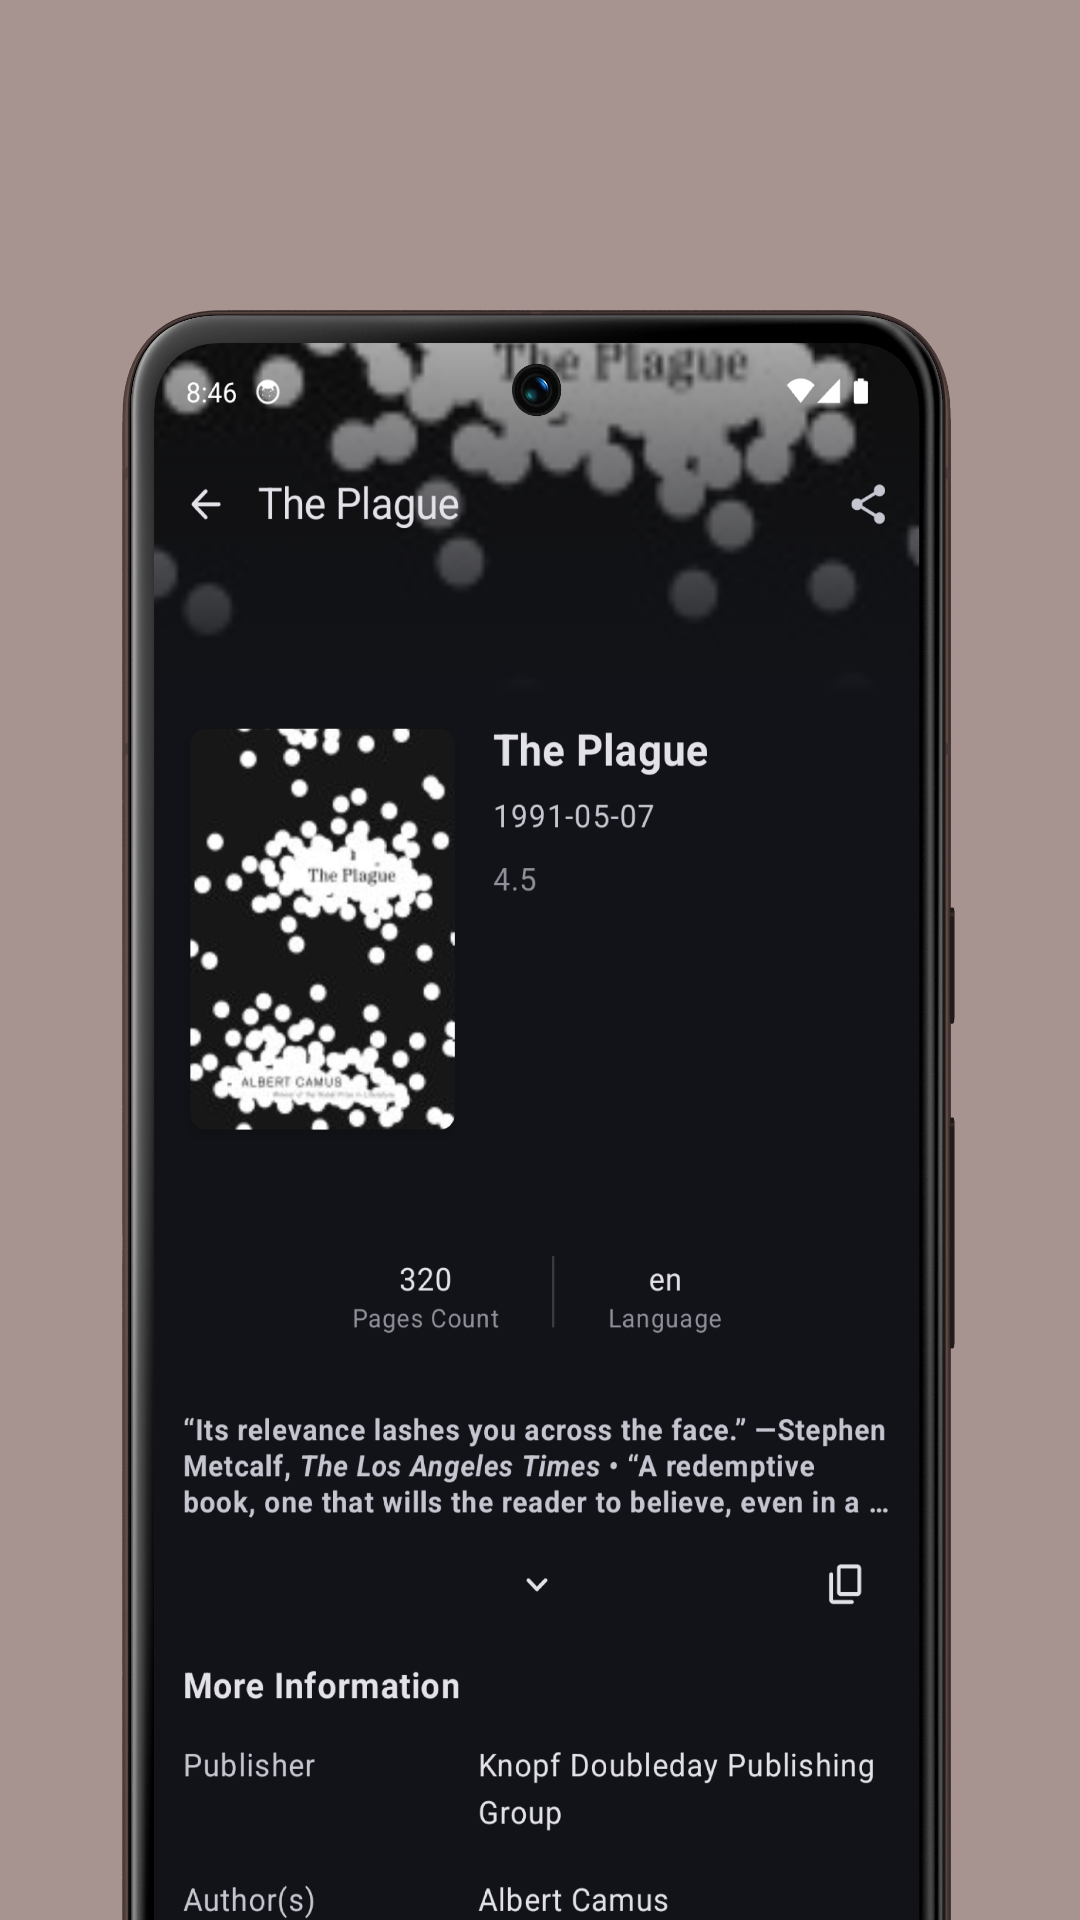 The Plague
8:46
The Plague
The Plague
1991-05-07
4.5
The Plague
ALBERT CAMUS
320
Pages Count
en
Language
“Its relevance lashes you across the face.” —Stephen
Metcalf, The Los Angeles Times • “A redemptive
book, one that wills the reader to believe, even in a ...
More Information
Publisher
Knopf Doubleday Publishing
Group
Author(s)
Albert Camus